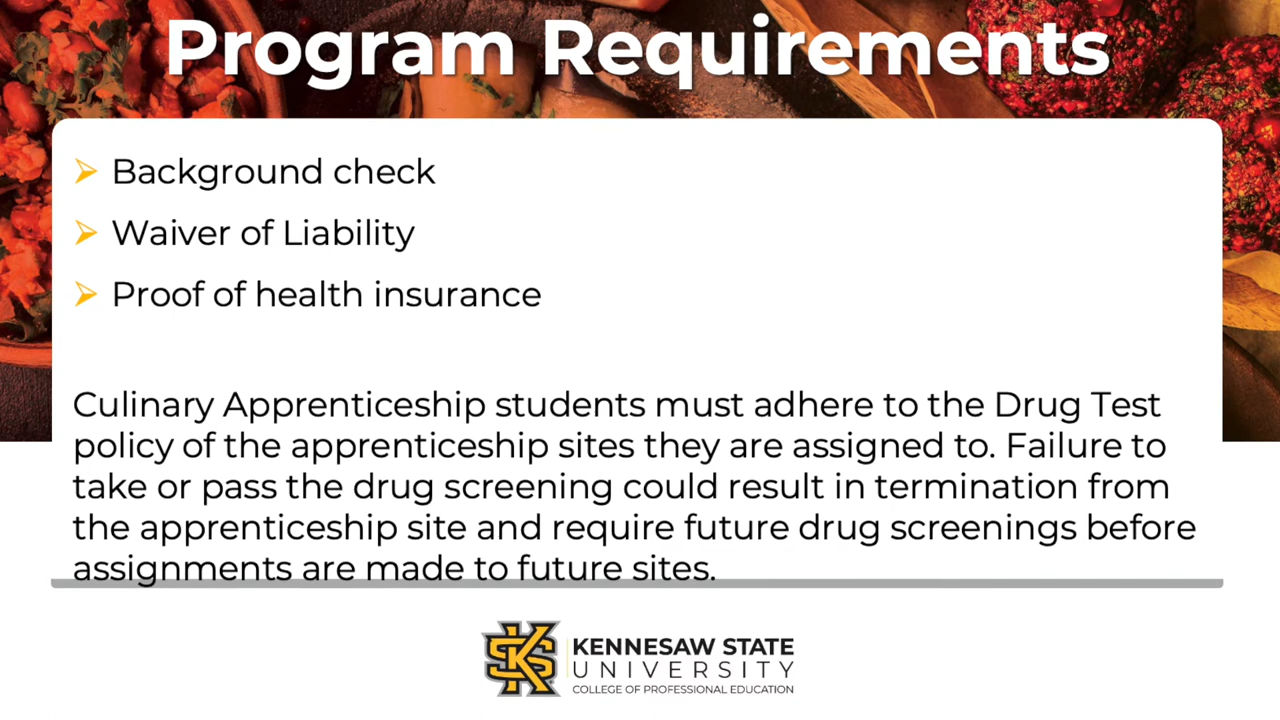 Program Requirements
Background check
Waiver of Liability
Proof of health insurance
Culinary Apprenticeship students must adhere to the Drug Test
policy of the apprenticeship sites they are assigned to. Failure to
take or pass the drug screening could result in termination from
the apprenticeship site and require future drug screenings before
assignments are made to future sites.
KS
KENNESAW STATE
UNIVERSITY
COLLEGE OF PROFESSIONAL EDUCATION